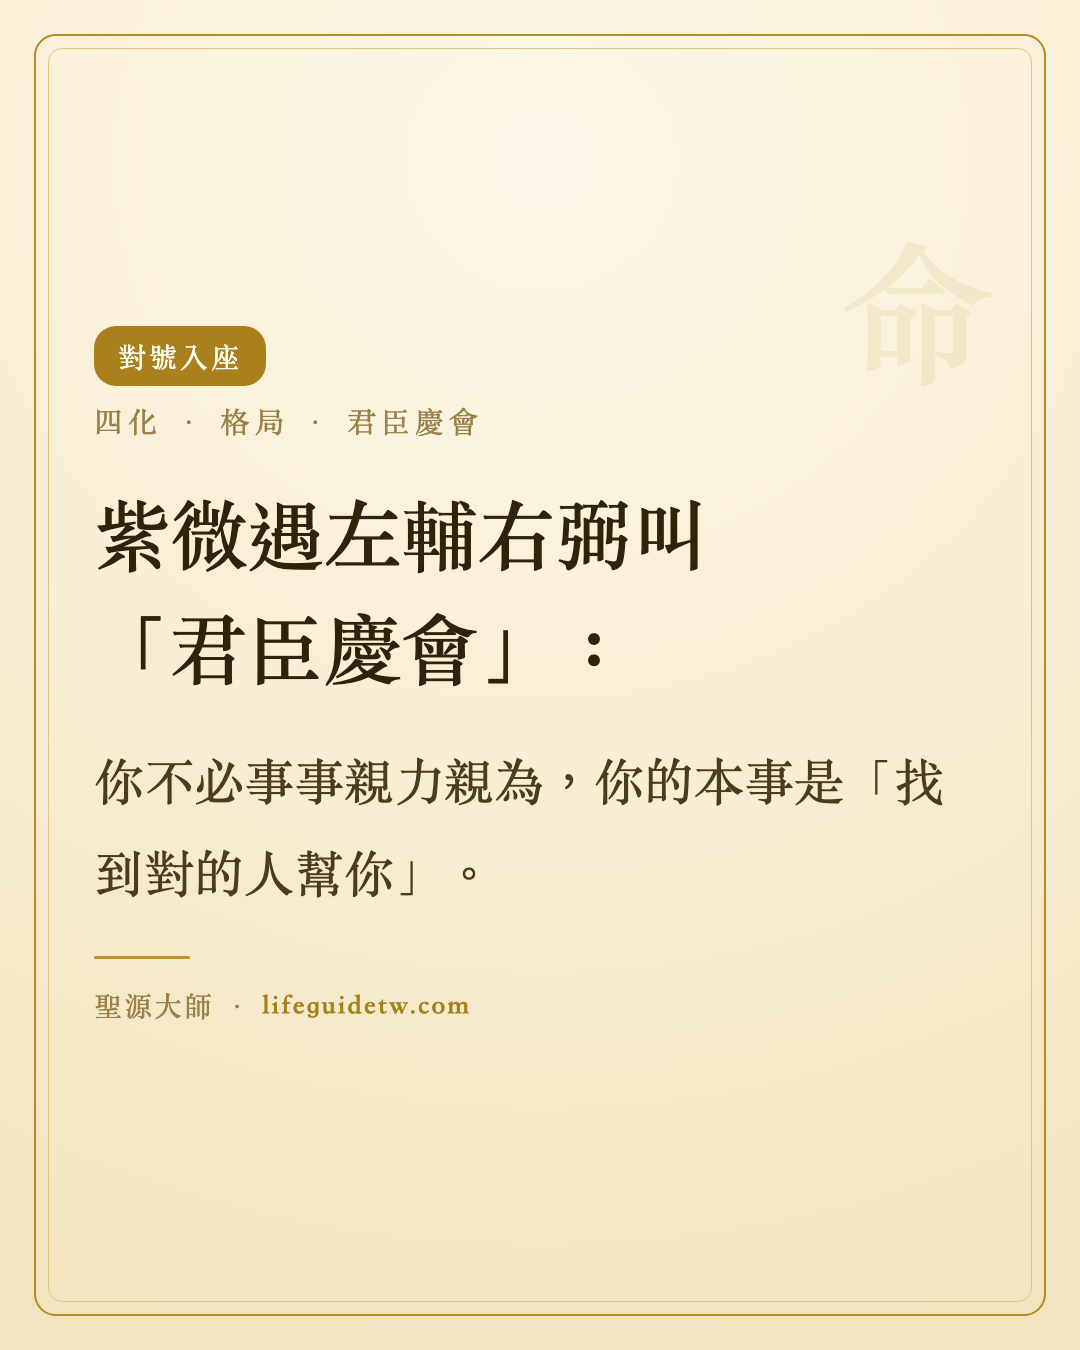 命
對號入座
四化 · 格局 · 君臣慶會
紫微遇左輔右弼叫
「君臣慶會」：
你不必事事親力親為，你的本事是「找
到對的人幫你」。
聖源大師 · lifeguidetw.com